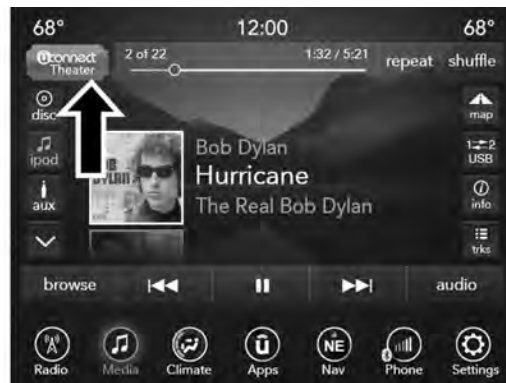 68° 12:00 68°
uconnect Theater
2 of 22 1:32 / 5:21 repeat shuffle
disc
map
ipod
1⇄2 USB
aux
info
trks
Bob Dylan
Hurricane
The Real Bob Dylan
BOB
DYLAN
browse audio
Radio Media Climate Apps Nav Phone Settings
NE